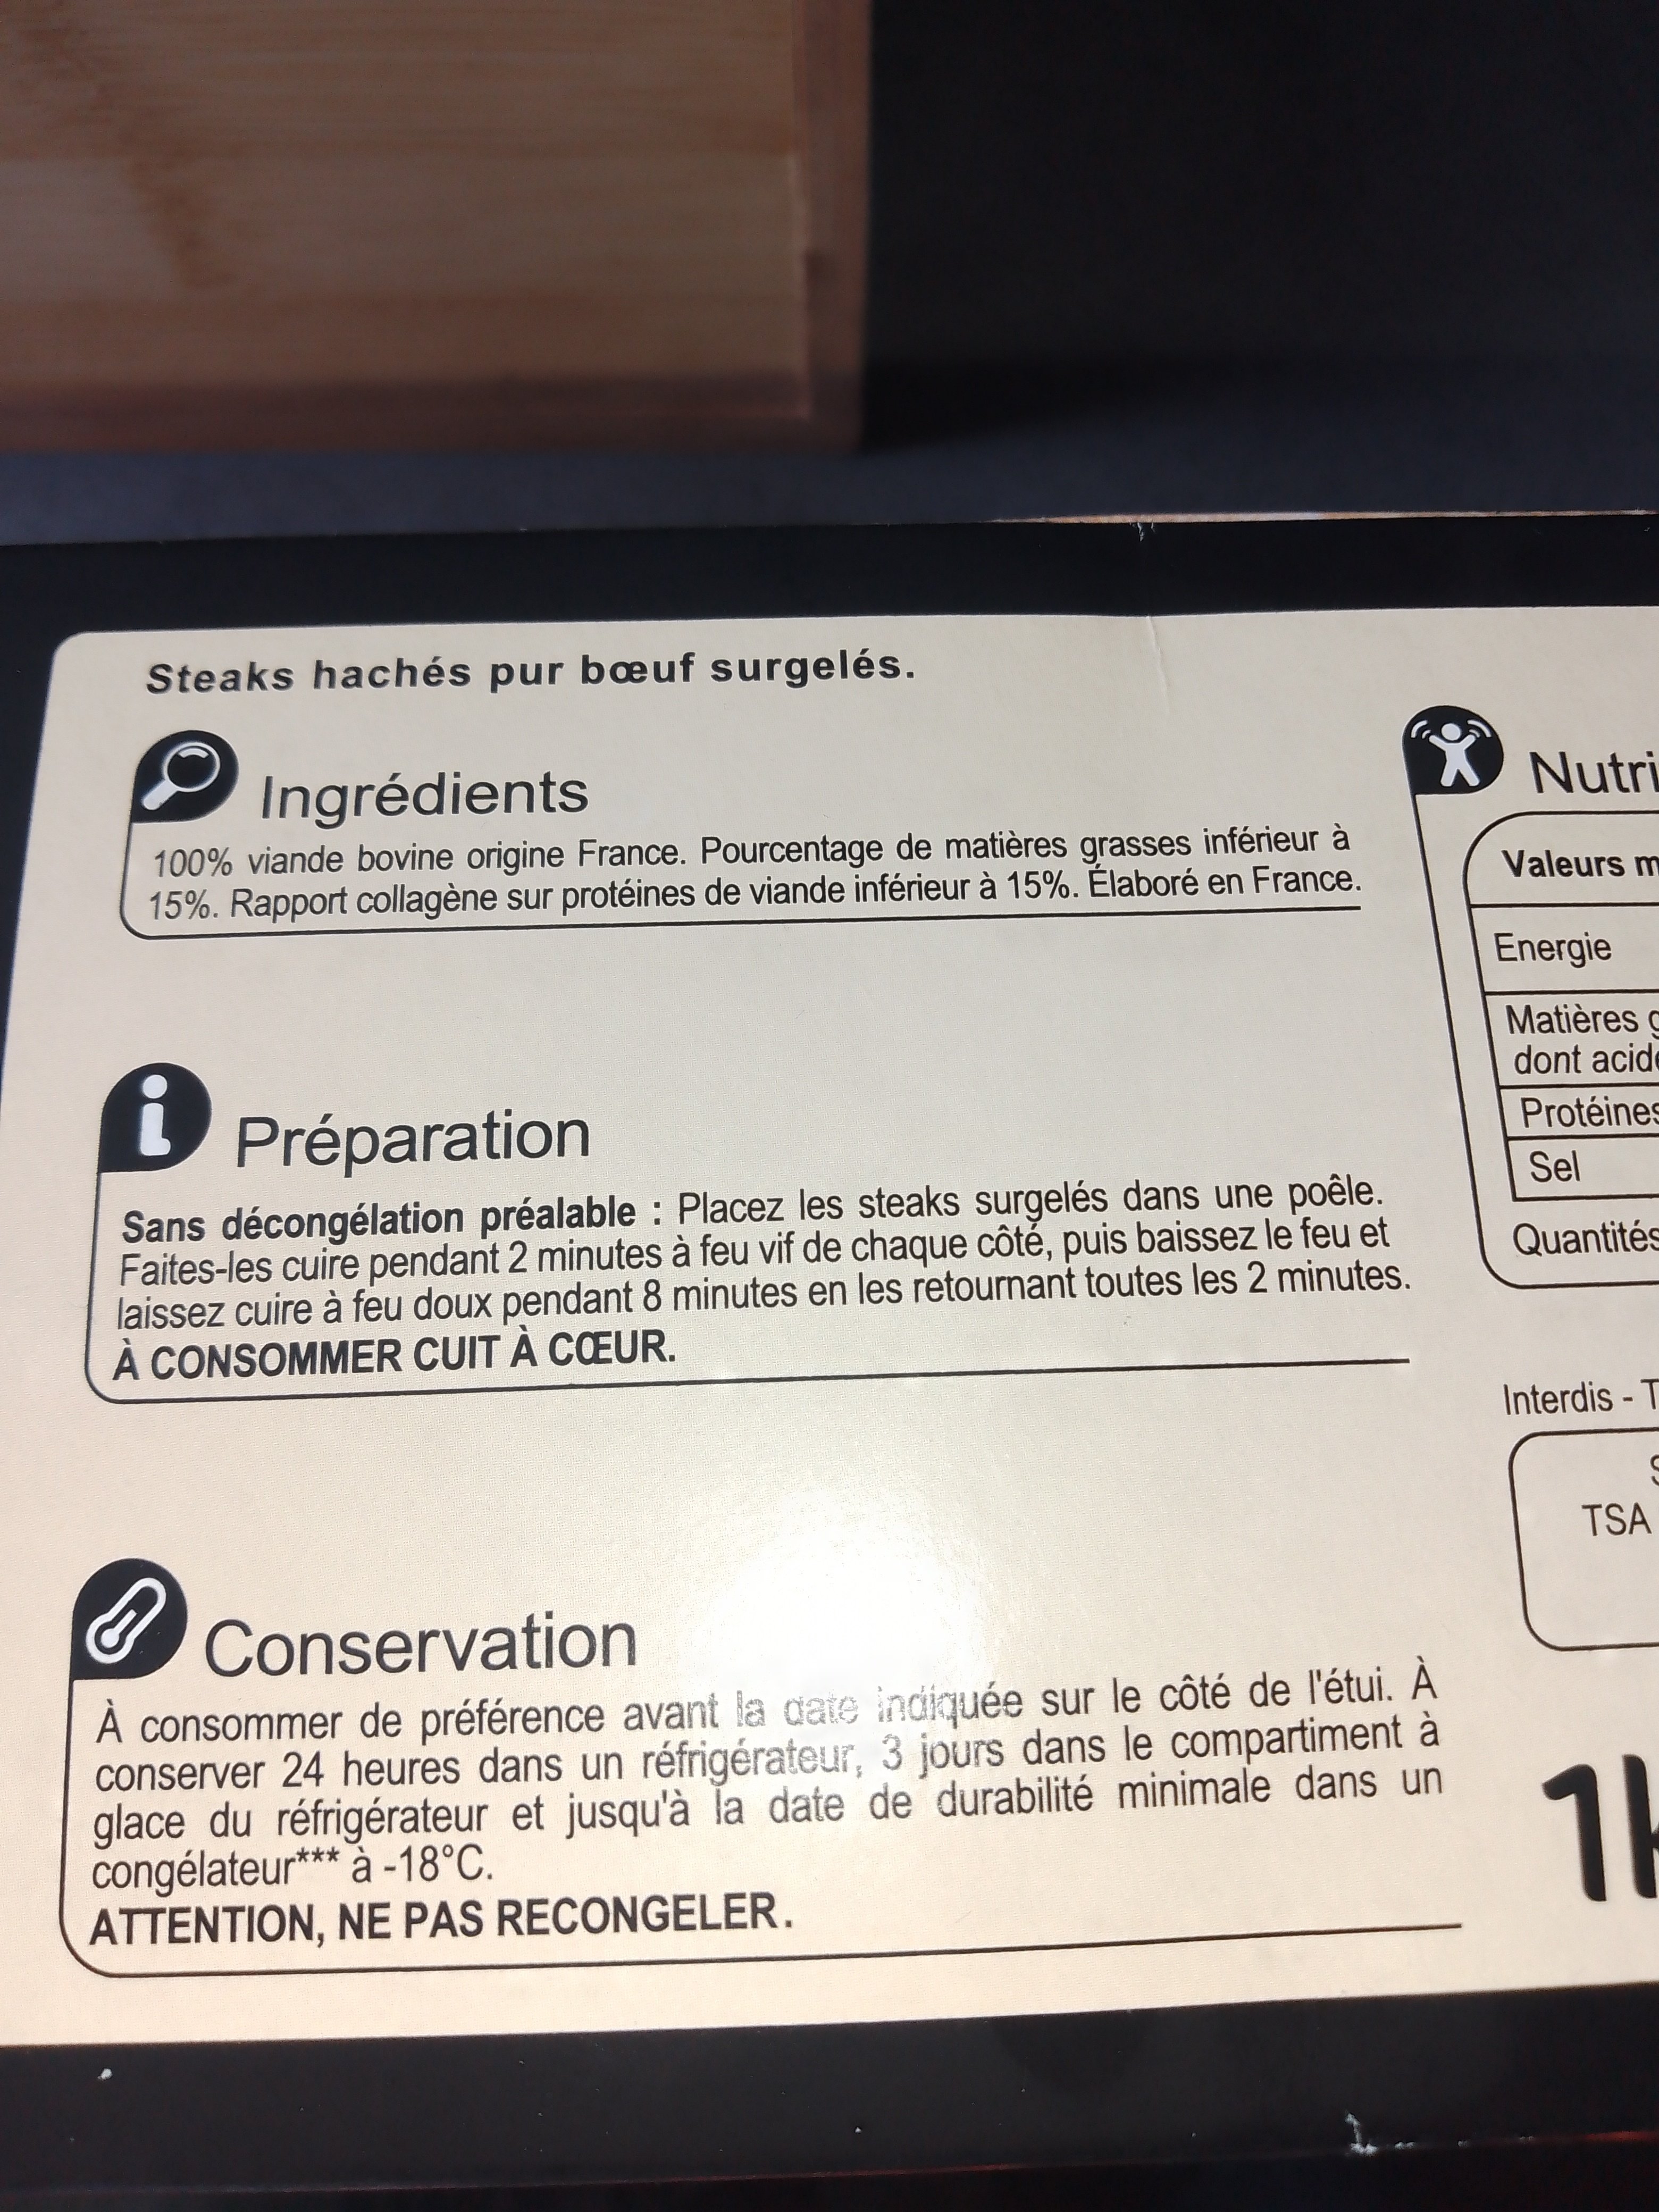 Steaks hachés pur bœuf surgelés.
Ingrédients
100% viande bovine origine France. Pourcentage de matières grasses inférieur à
15%. Rapport collagène sur protéines de viande inférieur à 15%. Élaboré en France.
Préparation
Sans décongélation préalable : Placez les steaks surgelés dans une poêle.
Faites-les cuire pendant 2 minutes à feu vif de chaque côté, puis baissez le feu et
laissez cuire à feu doux pendant 8 minutes en les retournant toutes les 2 minutes.
À CONSOMMER CUIT À CŒUR.
Conservation
À consommer de préférence avant la date indiquée sur le côté de l'étui. À
conserver 24 heures dans un réfrigérateur, 3 jours dans le compartiment à
glace du réfrigérateur et jusqu'à la date de durabilité minimale dans un
congélateur*** à -18°C.
ATTENTION, NE PAS RECONGELER.
Nutri
Valeurs m
Energie
Matières g
dont acid
Protéines
Sel
Quantités
Interdis - T
TSA
1k